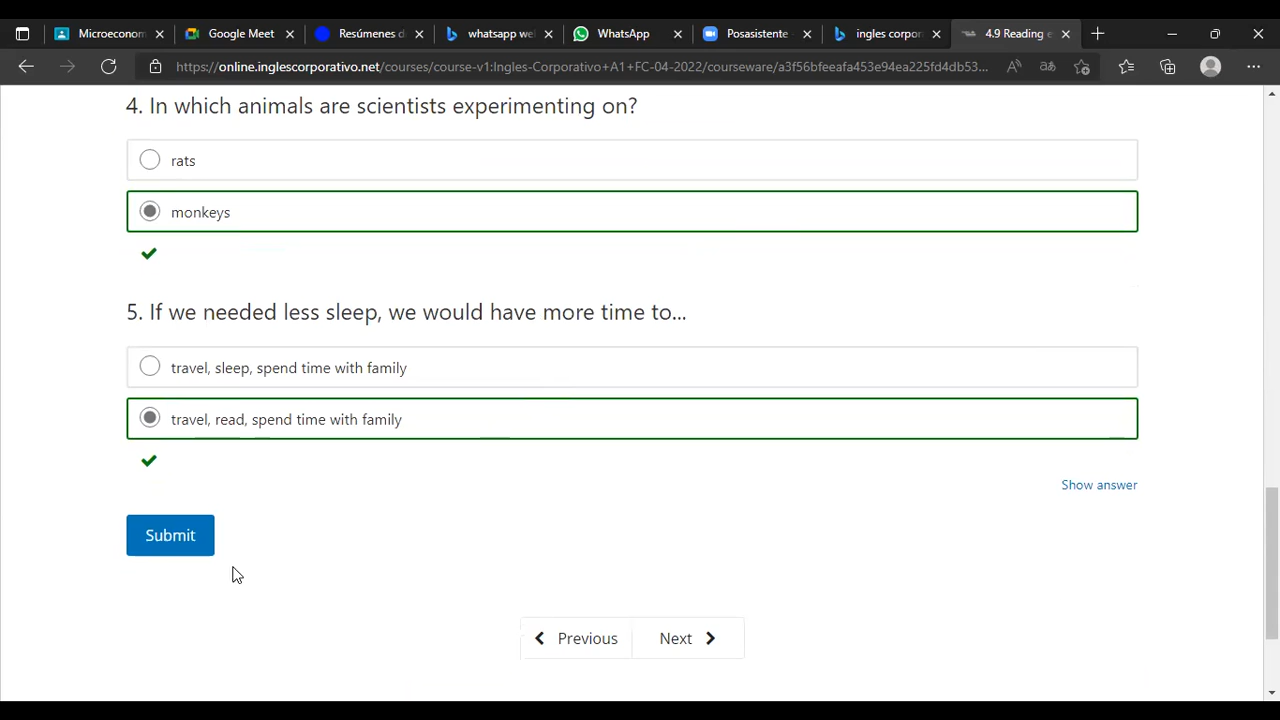 Microeconom
Google Meet
Resúmenes d
whatsapp we
WhatsApp
Posasistente
ingles corpor
4.9 Reading e
https://online.inglescorporativo.net/courses/course-v1:Ingles-Corporativo+A1+FC-04-2022/courseware/a3f56bfeeafa453e94ea225fd4db53...
4. In which animals are scientists experimenting on?
rats
monkeys
5. If we needed less sleep, we would have more time to...
travel, sleep, spend time with family
travel, read, spend time with family
Show answer
Submit
Previous
Next